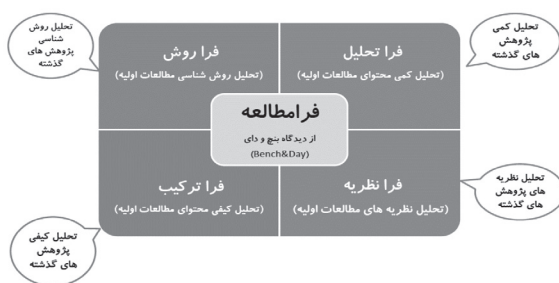 تحلیل کمی
پژوهش
های گذشته
فرا تحلیل
(تحلیل کمی محتوای مطالعات اولیه)
فرا روش
(تحلیل روش شناسی مطالعات اولیه)
تحلیل روش
شناسی
پژوهش های
گذشته
فرامطالعه
از دیدگاه بنچ و دای
(Bench&Day)
فرا نظریه
(تحلیل نظریه های مطالعات اولیه)
تحلیل نظریه
های پژوهش
های گذشته
فرا ترکیب
(تحلیل کیفی محتوای مطالعات اولیه)
تحلیل کیفی
پژوهش
های گذشته